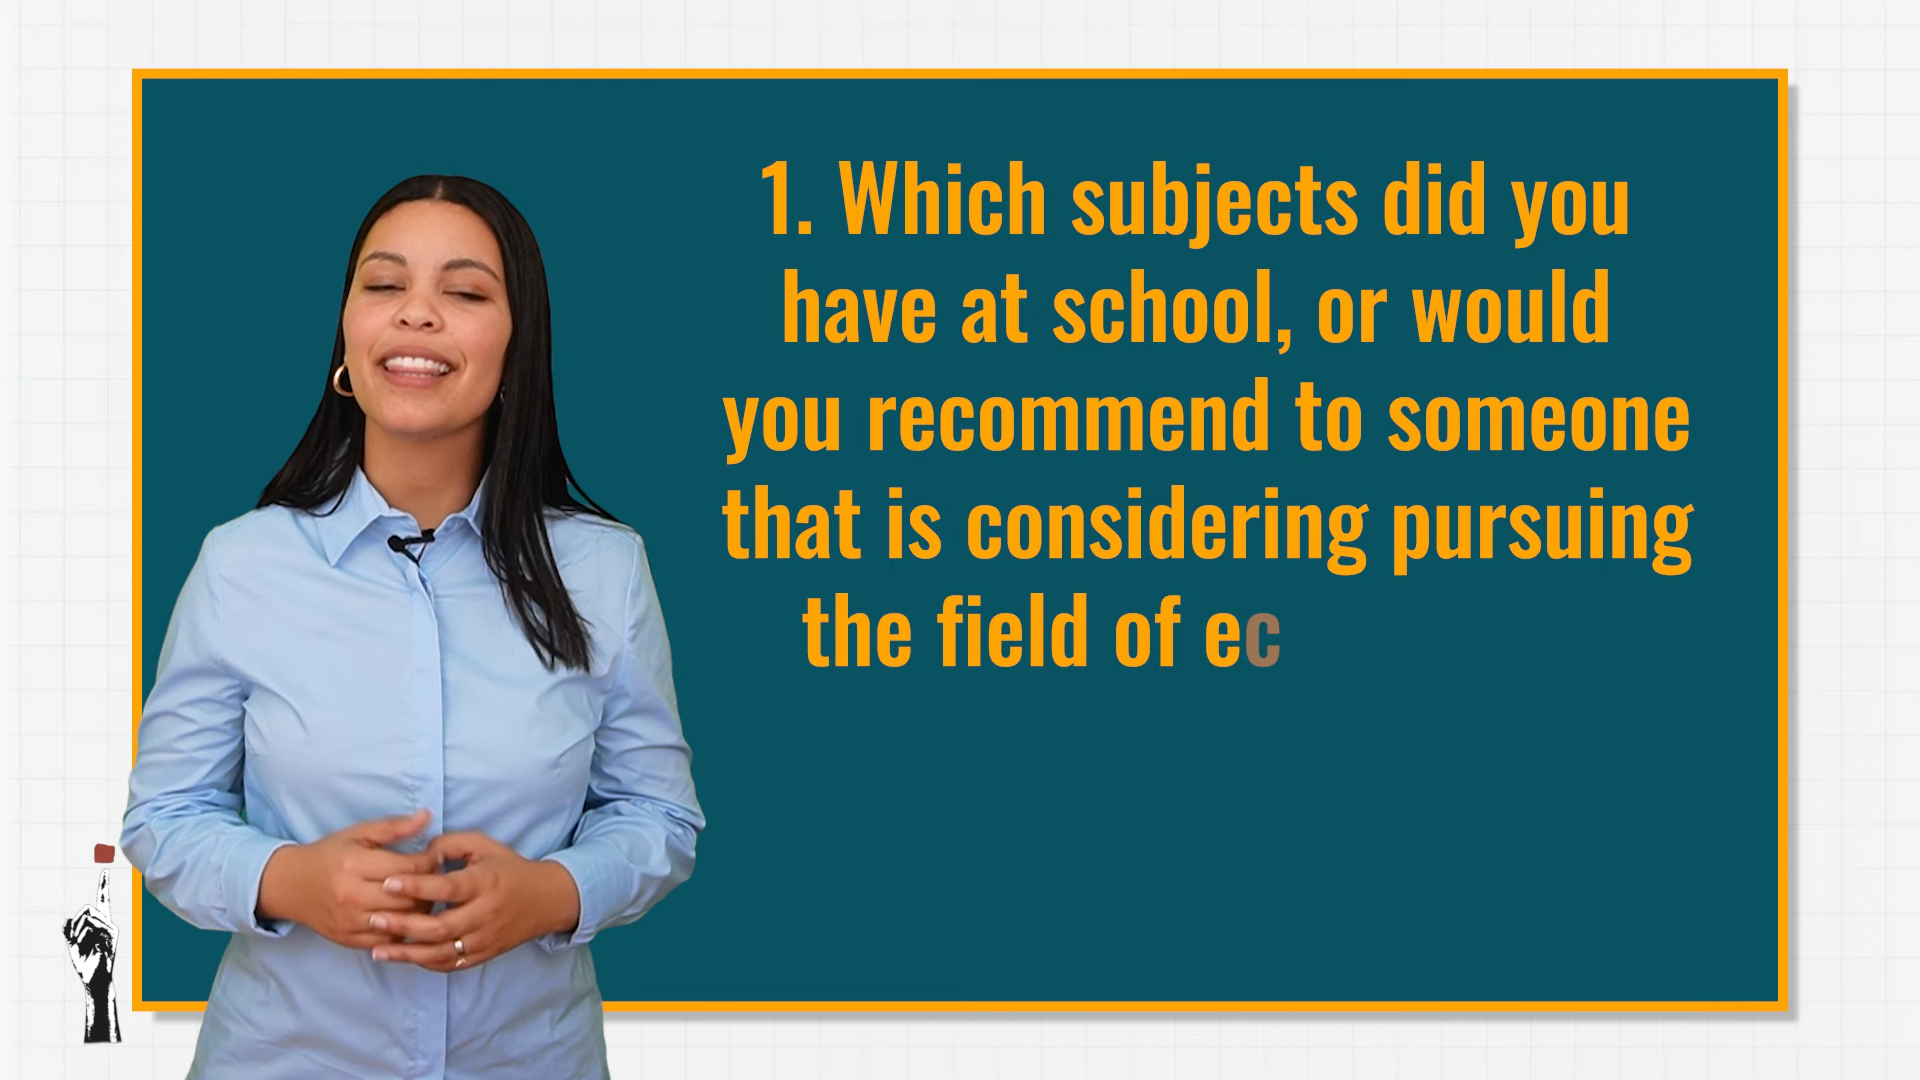 1. Which subjects did you
have at school, or would
you recommend to someone
that is considering pursuing
the field of ec